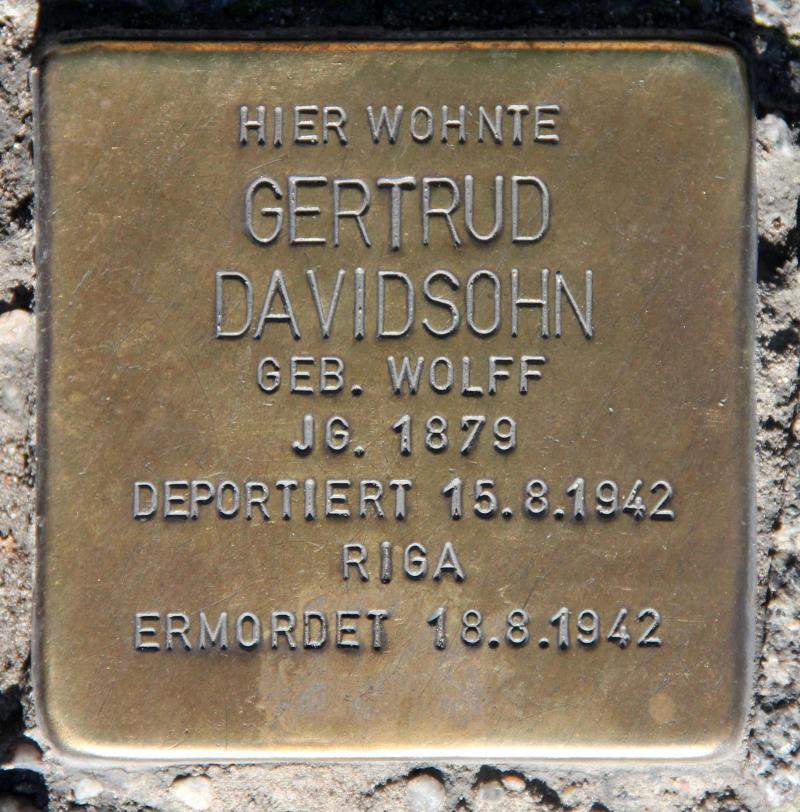 HIER WOHNTE
GERTRUD
DAVIDSOHN
GEB. WOLFF
JG. 1879
DEPORTIERT 15.8.1942
RIGA
ERMORDET 18.8.1942